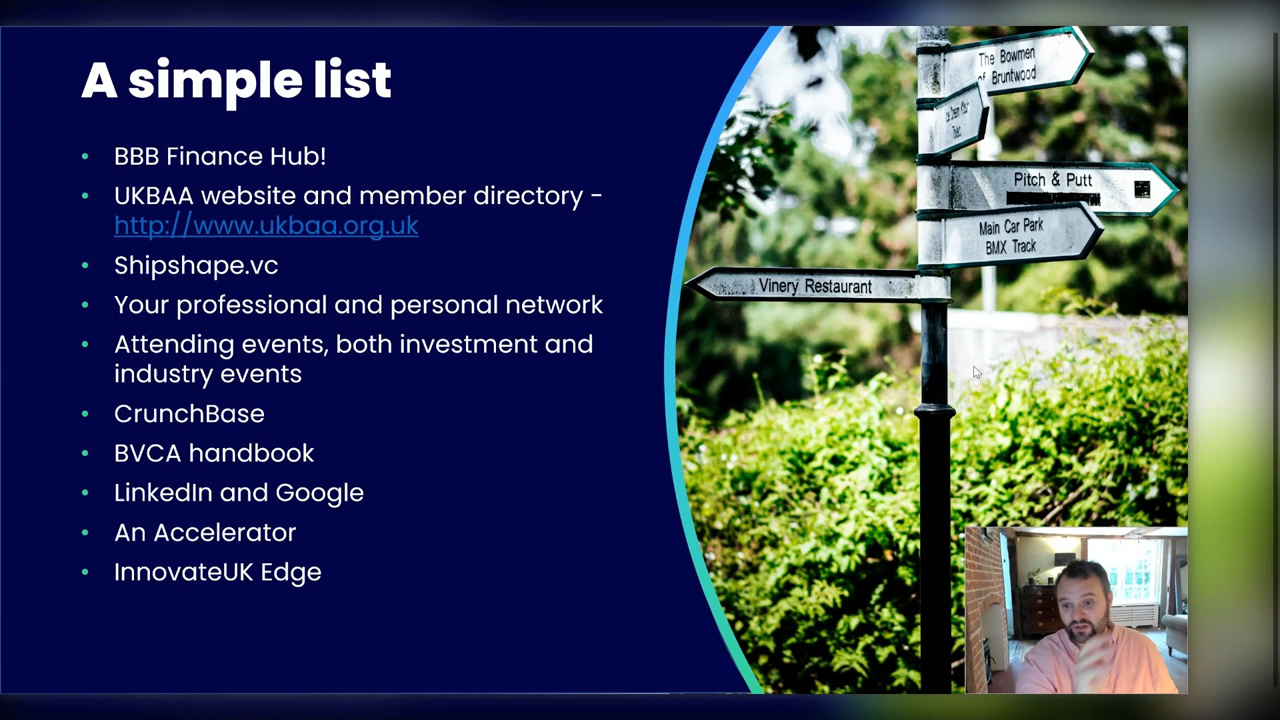 A simple list
BBB Finance Hub!
UKBAA website and member directory -
http://www.ukbaa.org.uk
Shipshape.vc
Your professional and personal network
Attending events, both investment and
industry events
CrunchBase
BVCA handbook
LinkedIn and Google
An Accelerator
InnovateUK Edge
The Bowmen
of Bruntwood
Pitch & Putt
Main Car Park
BMX Track
Vinery Restaurant